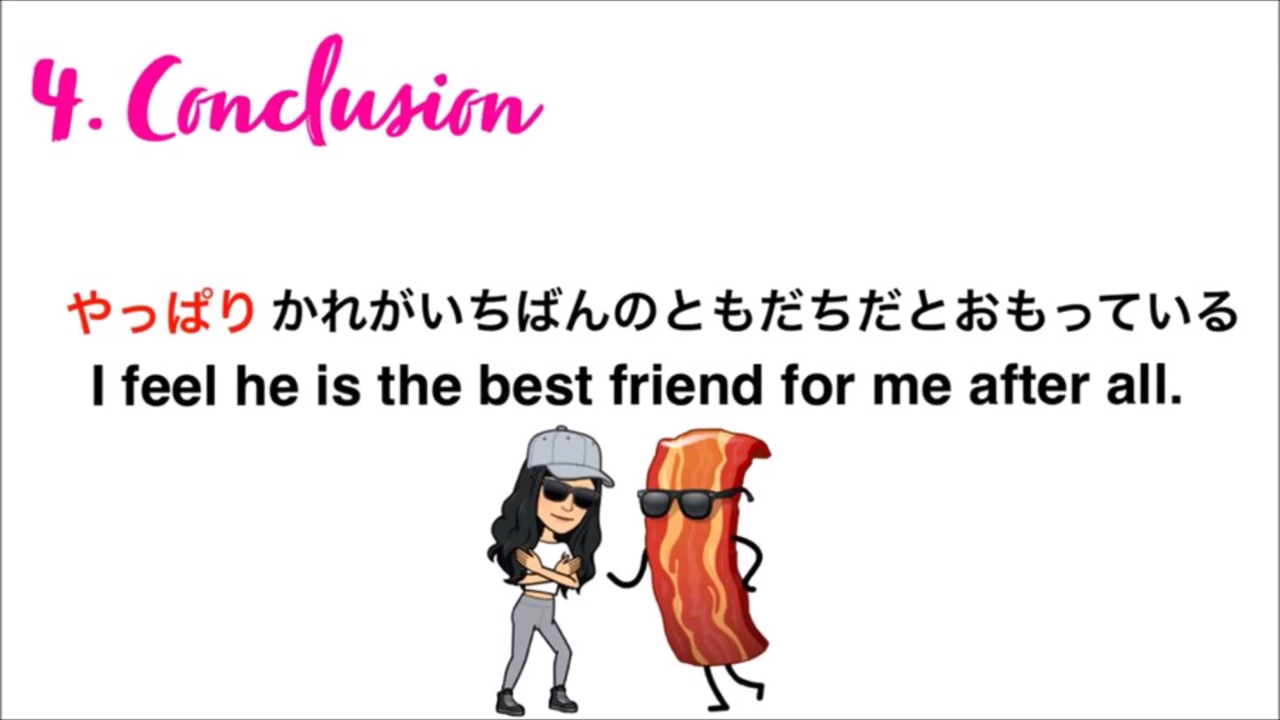 4. Conclusion
やっぱり かれがいちばんのともだちだとおもっている
I feel he is the best friend for me after all.